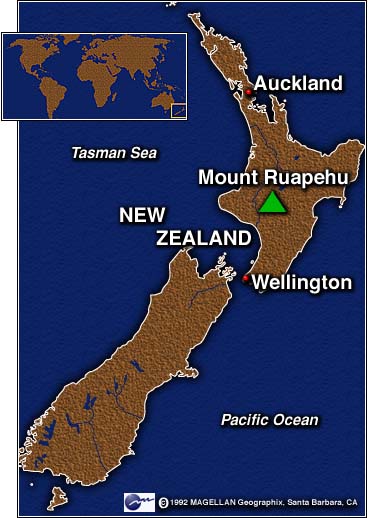 Auckland
Tasman Sea
Mount Ruapehu
NEW
ZEALAND
Wellington
Pacific Ocean
© 1992 MAGELLAN Geographix, Santa Barbara, CA